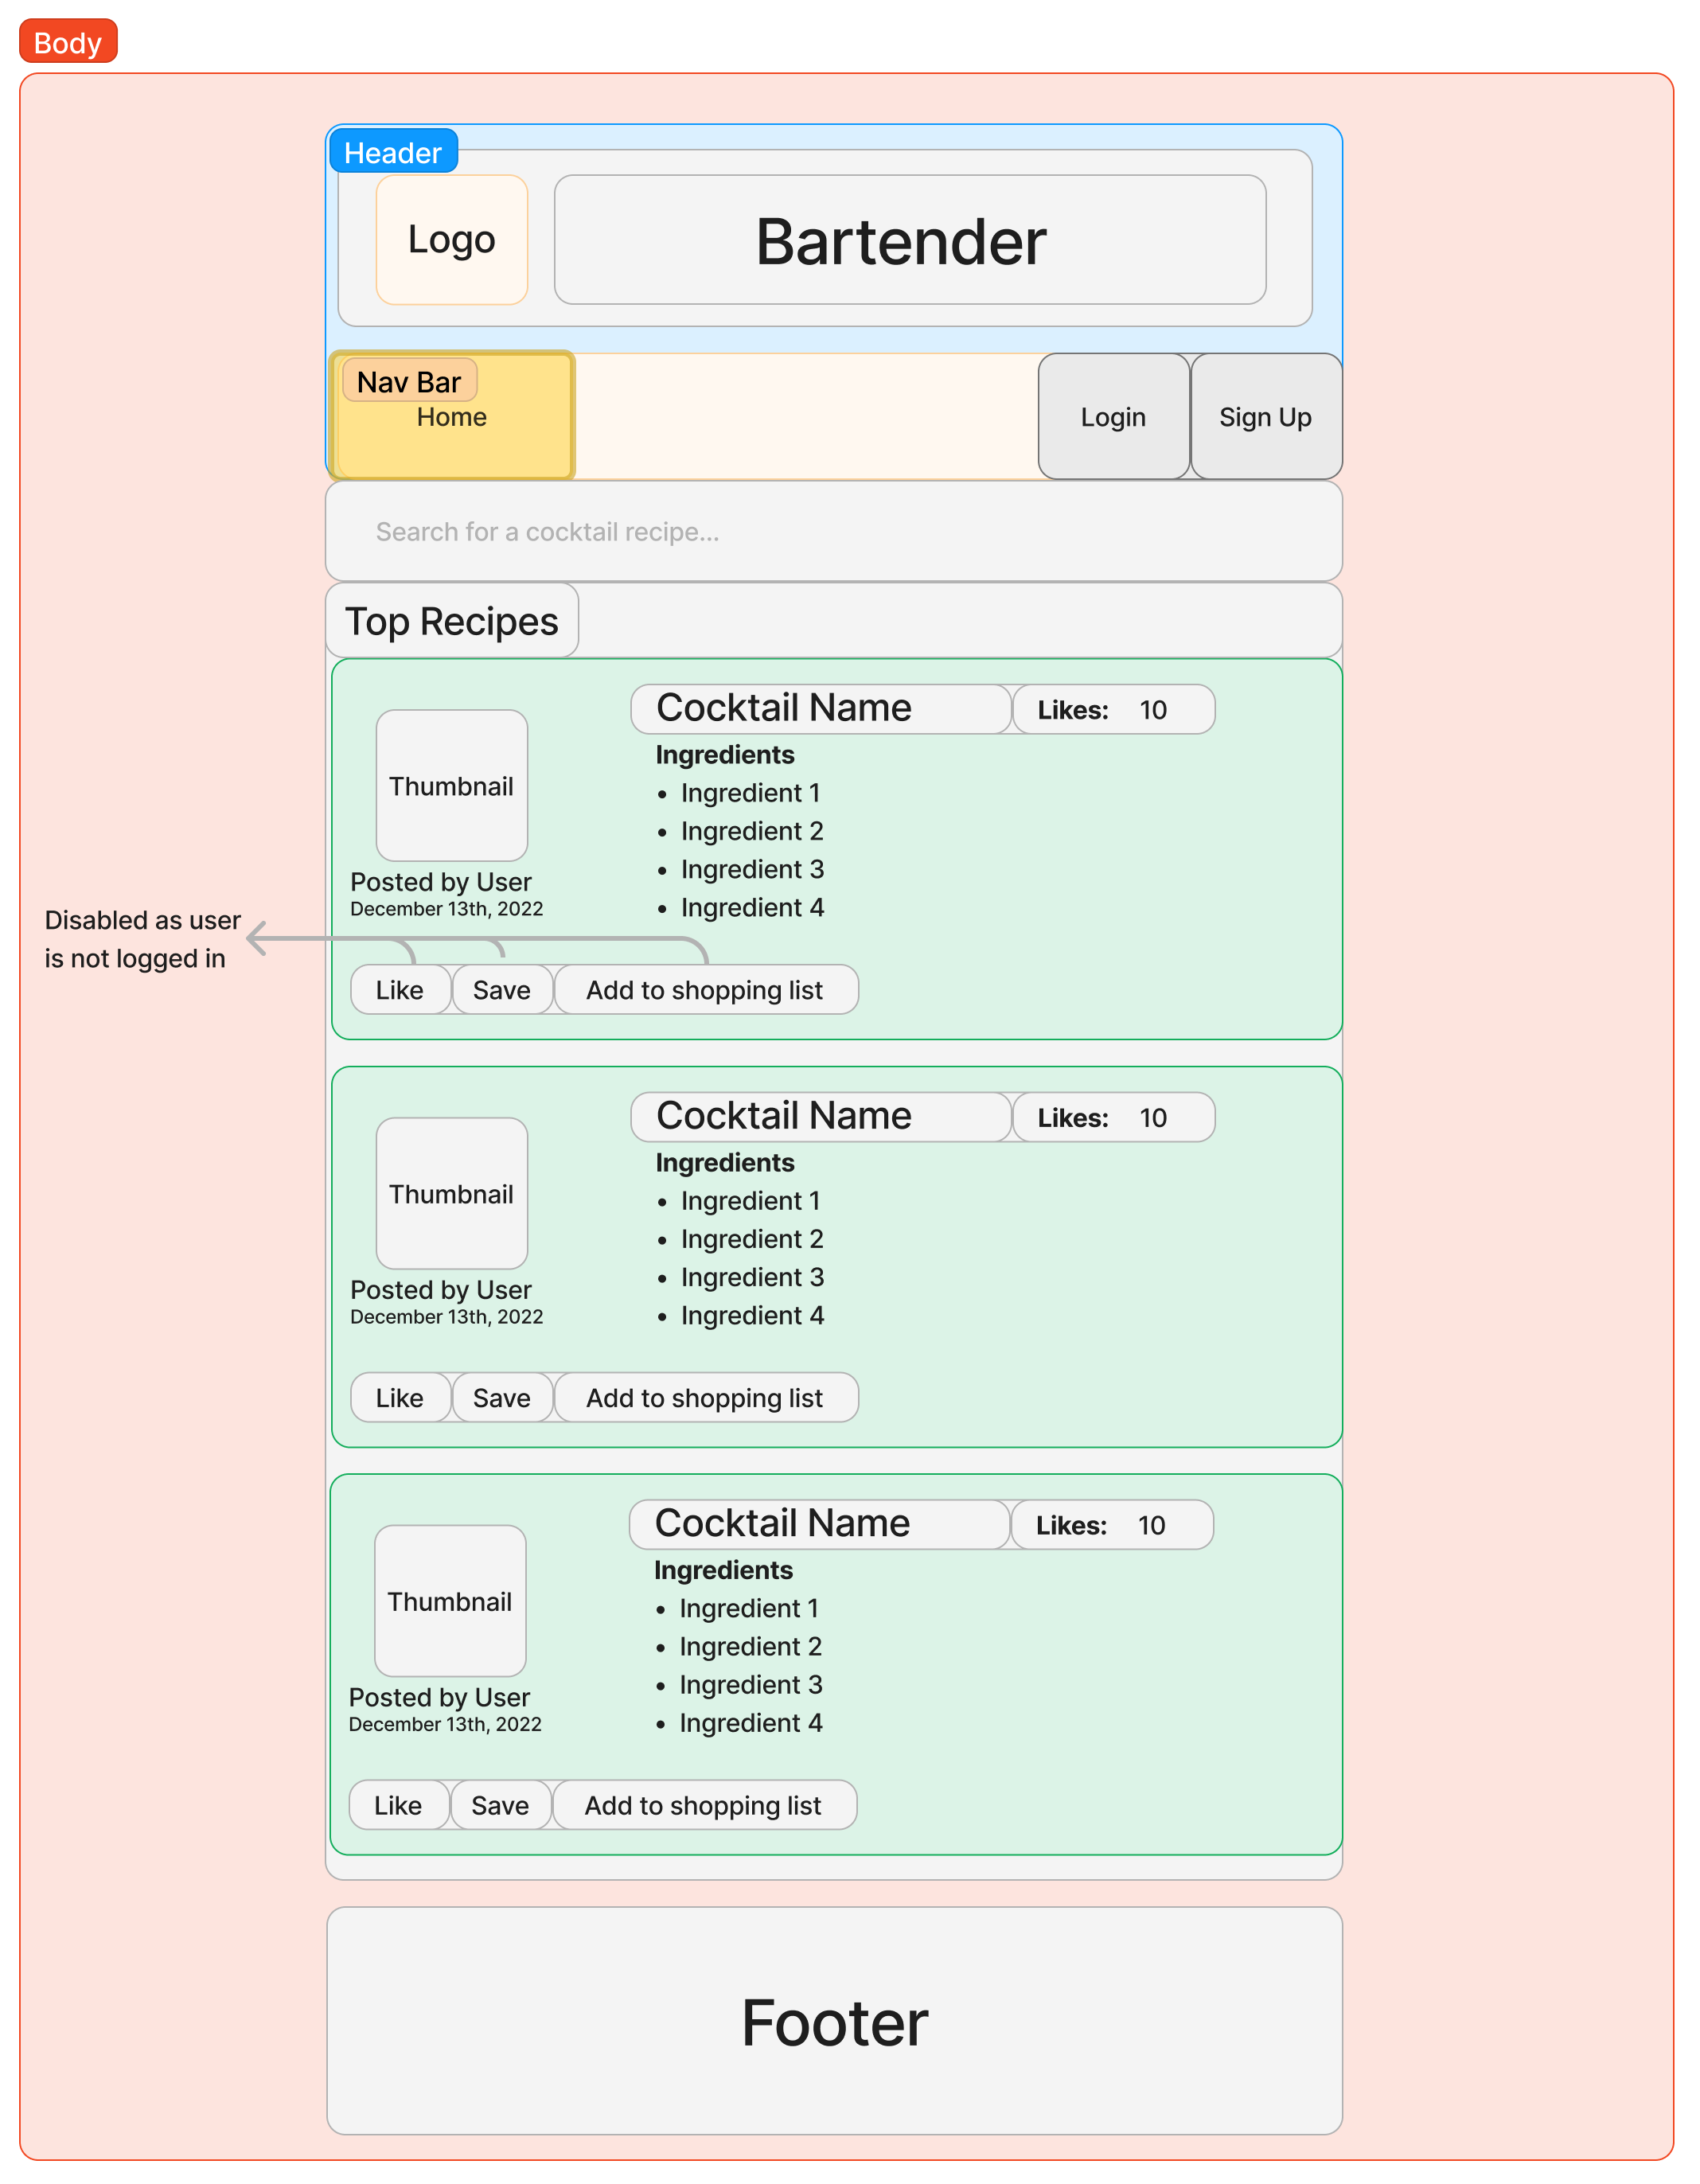 Body
Header
Logo
Bartender
Nav Bar
Home
Login
Sign Up
Search for a cocktail recipe...
Top Recipes
Cocktail Name
Likes: 10
Thumbnail
Posted by User
December 13th, 2022
Ingredients
• Ingredient 1
• Ingredient 2
• Ingredient 3
• Ingredient 4
Disabled as user
is not logged in
Like
Save
Add to shopping list
Cocktail Name
Likes: 10
Thumbnail
Posted by User
December 13th, 2022
Ingredients
• Ingredient 1
• Ingredient 2
• Ingredient 3
• Ingredient 4
Like
Save
Add to shopping list
Cocktail Name
Likes: 10
Thumbnail
Posted by User
December 13th, 2022
Ingredients
• Ingredient 1
• Ingredient 2
• Ingredient 3
• Ingredient 4
Like
Save
Add to shopping list
Footer